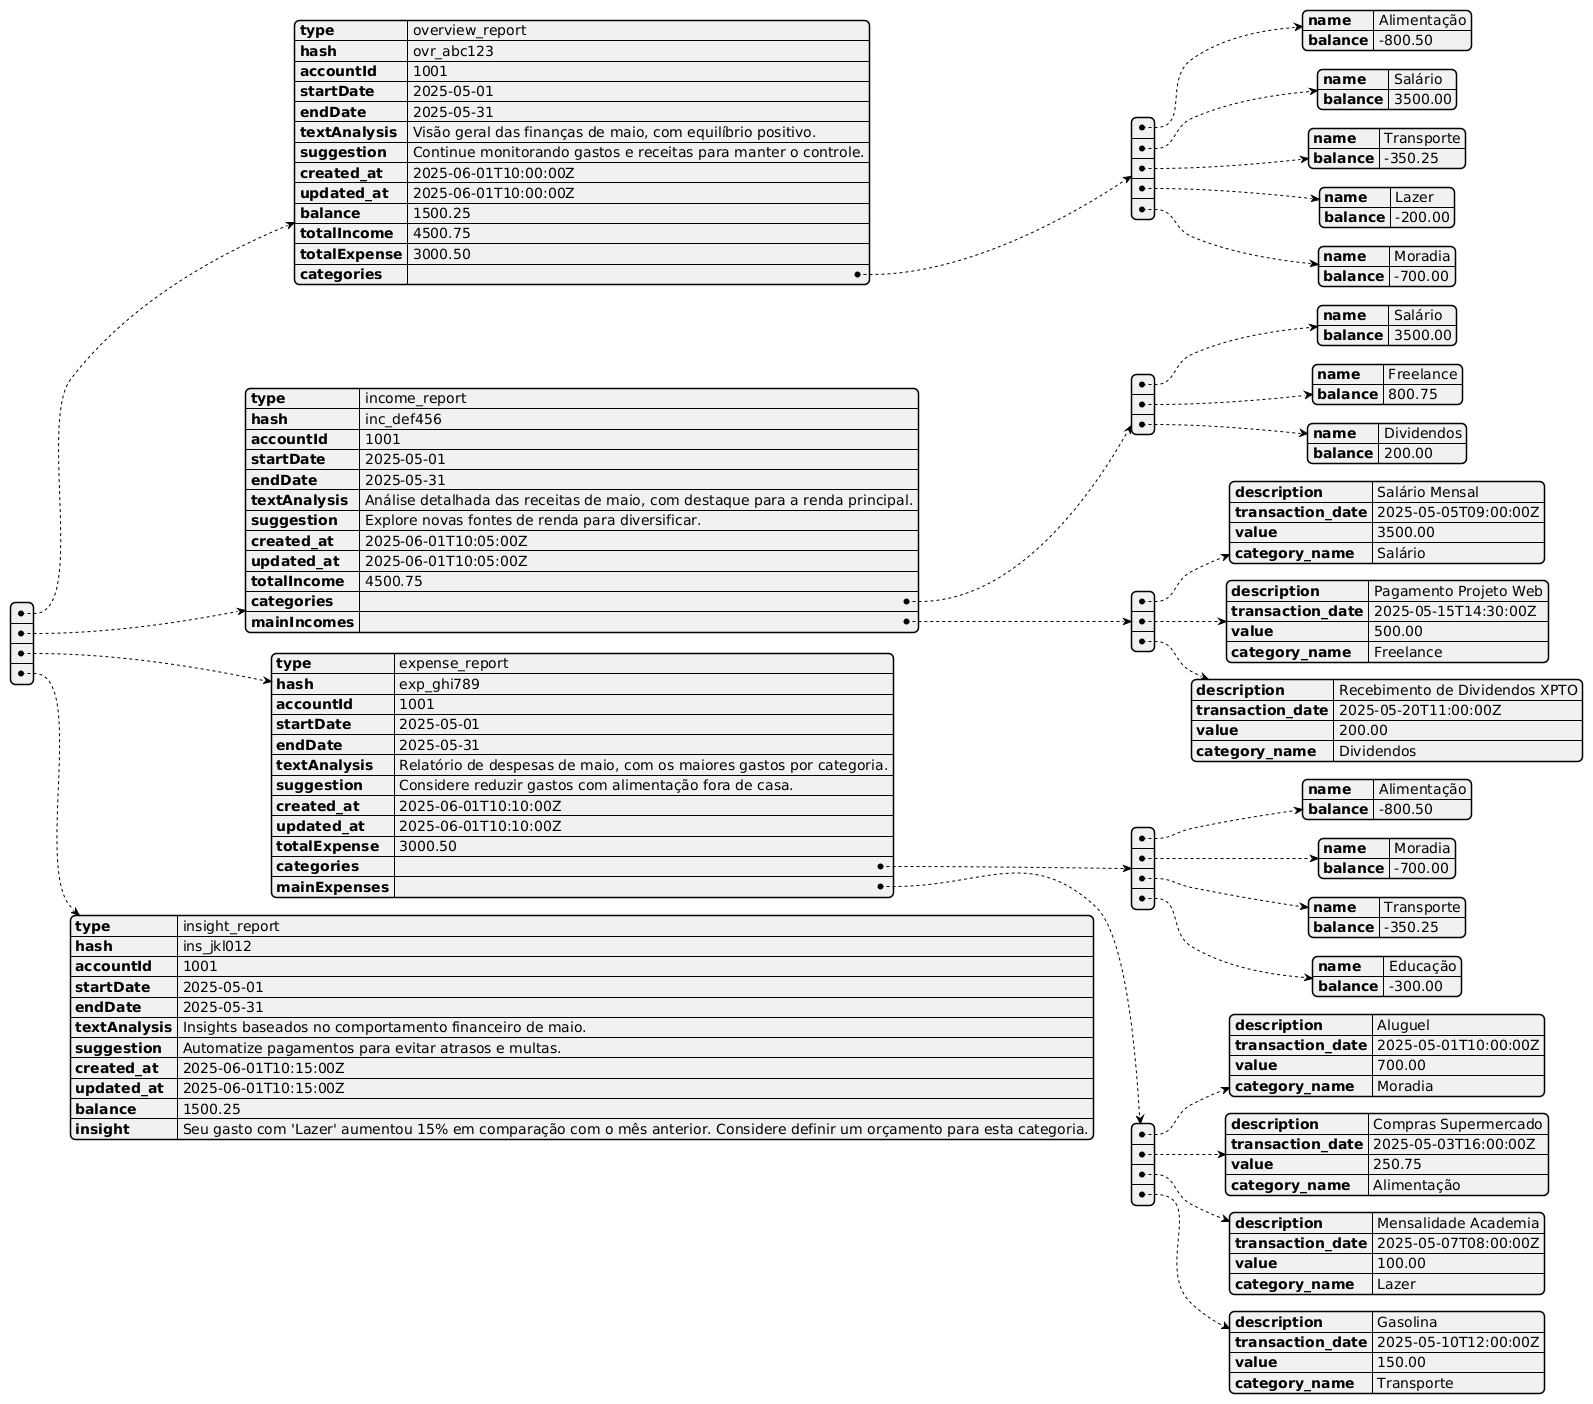 type overview_report
hash ovr_abc123
accountId 1001
startDate 2025-05-01
endDate 2025-05-31
textAnalysis Visão geral das finanças de maio, com equilíbrio positivo.
suggestion Continue monitorando gastos e receitas para manter o controle.
created_at 2025-06-01T10:00:00Z
updated_at 2025-06-01T10:00:00Z
balance 1500.25
totalIncome 4500.75
totalExpense 3000.50
categories
name Alimentação
balance -800.50
name Salário
balance 3500.00
name Transporte
balance -350.25
name Lazer
balance -200.00
name Moradia
balance -700.00
type income_report
hash inc_def456
accountId 1001
startDate 2025-05-01
endDate 2025-05-31
textAnalysis Análise detalhada das receitas de maio, com destaque para a renda principal.
suggestion Explore novas fontes de renda para diversificar.
created_at 2025-06-01T10:05:00Z
updated_at 2025-06-01T10:05:00Z
totalIncome 4500.75
categories
mainIncomes
name Salário
balance 3500.00
name Freelance
balance 800.75
name Dividendos
balance 200.00
description Salário Mensal
transaction_date 2025-05-05T09:00:00Z
value 3500.00
category_name Salário
description Pagamento Projeto Web
transaction_date 2025-05-15T14:30:00Z
value 500.00
category_name Freelance
description Recebimento de Dividendos XPTO
transaction_date 2025-05-20T11:00:00Z
value 200.00
category_name Dividendos
type expense_report
hash exp_ghi789
accountId 1001
startDate 2025-05-01
endDate 2025-05-31
textAnalysis Relatório de despesas de maio, com os maiores gastos por categoria.
suggestion Considere reduzir gastos com alimentação fora de casa.
created_at 2025-06-01T10:10:00Z
updated_at 2025-06-01T10:10:00Z
totalExpense 3000.50
categories
mainExpenses
name Alimentação
balance -800.50
name Moradia
balance -700.00
name Transporte
balance -350.25
name Educação
balance -300.00
description Aluguel
transaction_date 2025-05-01T10:00:00Z
value 700.00
category_name Moradia
description Compras Supermercado
transaction_date 2025-05-03T16:00:00Z
value 250.75
category_name Alimentação
description Mensalidade Academia
transaction_date 2025-05-07T08:00:00Z
value 100.00
category_name Lazer
description Gasolina
transaction_date 2025-05-10T12:00:00Z
value 150.00
category_name Transporte
type insight_report
hash ins_jkl012
accountId 1001
startDate 2025-05-01
endDate 2025-05-31
textAnalysis Insights baseados no comportamento financeiro de maio.
suggestion Automatize pagamentos para evitar atrasos e multas.
created_at 2025-06-01T10:15:00Z
updated_at 2025-06-01T10:15:00Z
balance 1500.25
insight Seu gasto com 'Lazer' aumentou 15% em comparação com o mês anterior. Considere definir um orçamento para esta categoria.